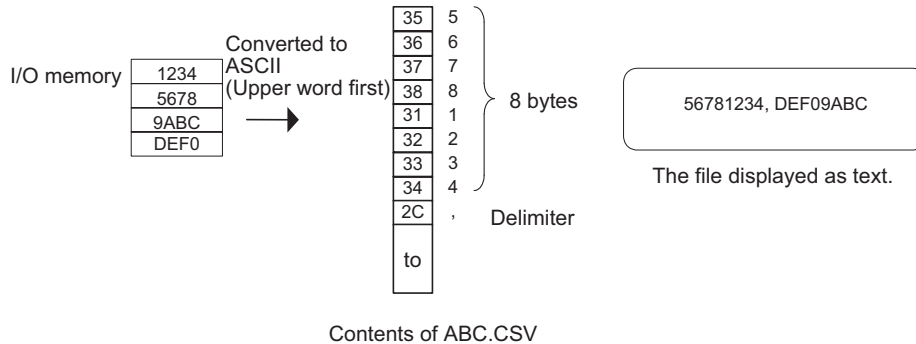 I/O memory
1234
5678
9ABC
DEF0
Converted to
ASCII
(Upper word first)
35 5
36 6
37 7
38 8
31 1
32 2
33 3
34 4
2C ,
to
8 bytes
Delimiter
Contents of ABC.CSV
56781234, DEF09ABC
The file displayed as text.